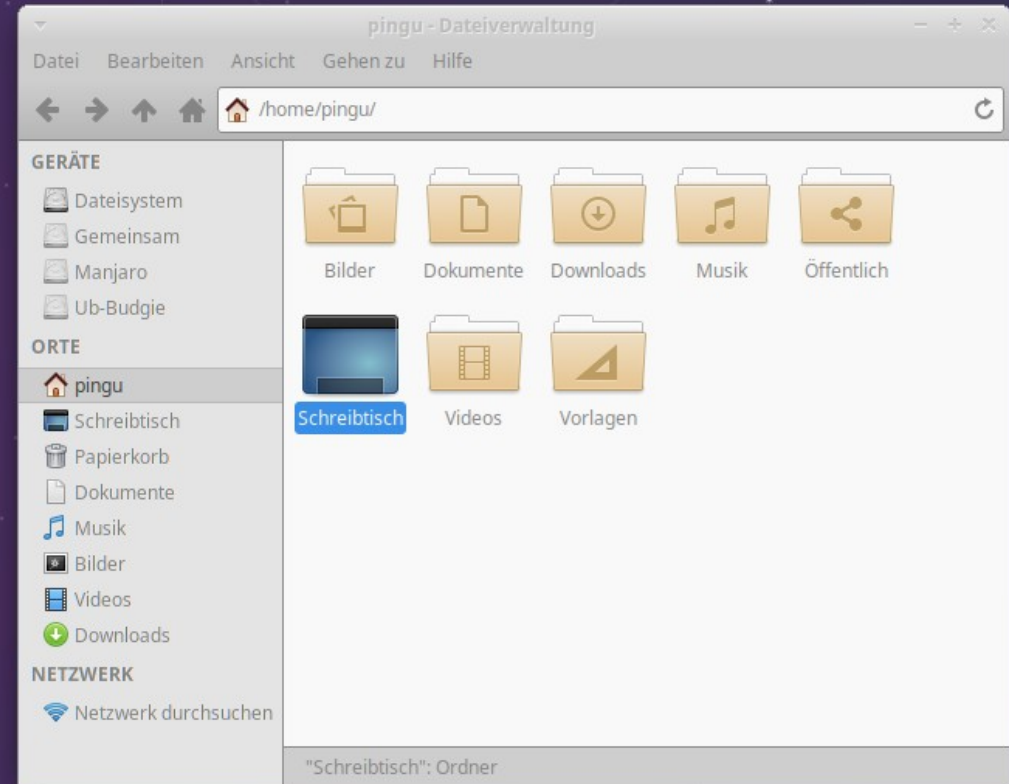 pingu - Dateiverwaltung
Datei Bearbeiten Ansicht Gehen zu Hilfe
/home/pingu/
GERÄTE
Dateisystem
Gemeinsam
Manjaro
Ub-Budgie
ORTE
pingu
Schreibtisch
Papierkorb
Dokumente
Musik
Bilder
Videos
Downloads
NETZWERK
Netzwerk durchsuchen
Bilder Dokumente Downloads Musik Öffentlich
Schreibtisch Videos Vorlagen
"Schreibtisch": Ordner